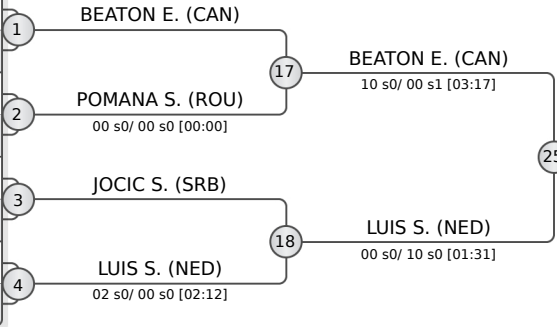 BEATON E. (CAN)
1
17
BEATON E. (CAN)
10 s0/ 00 s1 [03:17]
POMANA S. (ROU)
2
00 s0/ 00 s0 [00:00]
25
JOCIC S. (SRB)
3
18
LUIS S. (NED)
00 s0/ 10 s0 [01:31]
LUIS S. (NED)
4
02 s0/ 00 s0 [02:12]